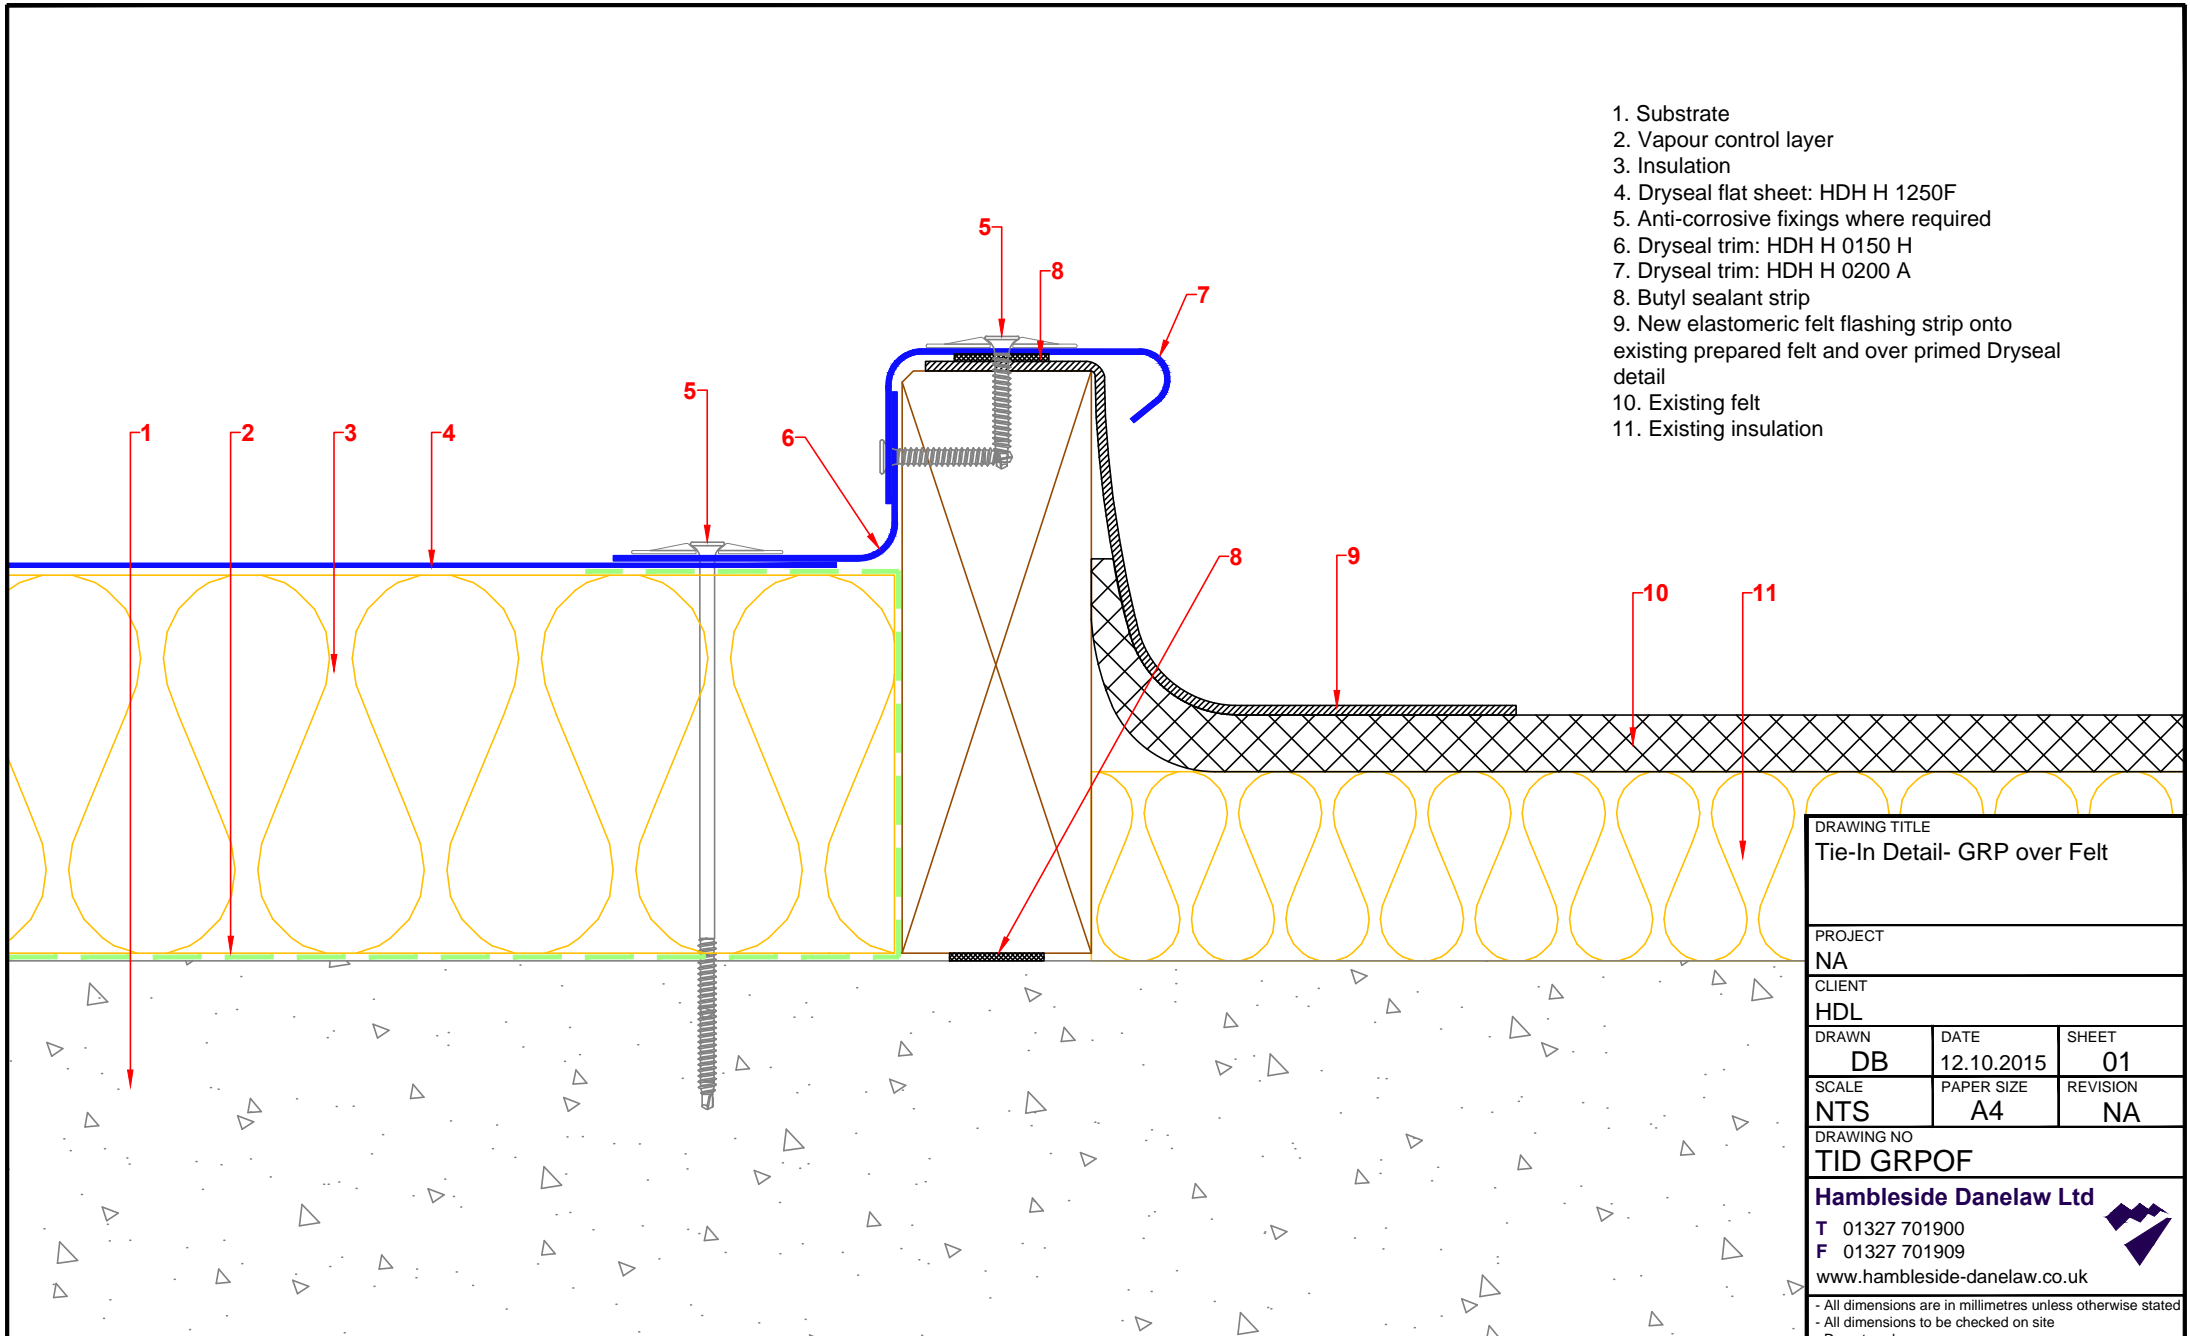 1. Substrate
2. Vapour control layer
3. Insulation
4. Dryseal flat sheet: HDH H 1250F
5. Anti-corrosive fixings where required
6. Dryseal trim: HDH H 0150 H
7. Dryseal trim: HDH H 0200 A
8. Butyl sealant strip
9. New elastomeric felt flashing strip onto
existing prepared felt and over primed Dryseal
detail
10. Existing felt
11. Existing insulation
5
8
7
5
1
2
3
4
6
8
9
10
11
DRAWING TITLE
Tie-In Detail- GRP over Felt
PROJECT
NA
CLIENT
HDL
DRAWN DATE SHEET
DB 12.10.2015 01
SCALE PAPER SIZE REVISION
NTS A4 NA
DRAWING NO
TID GRPOF
Hambleside Danelaw Ltd
T 01327 701900
F 01327 701909
www.hambleside-danelaw.co.uk
- All dimensions are in millimetres unless otherwise stated
- All dimensions to be checked on site